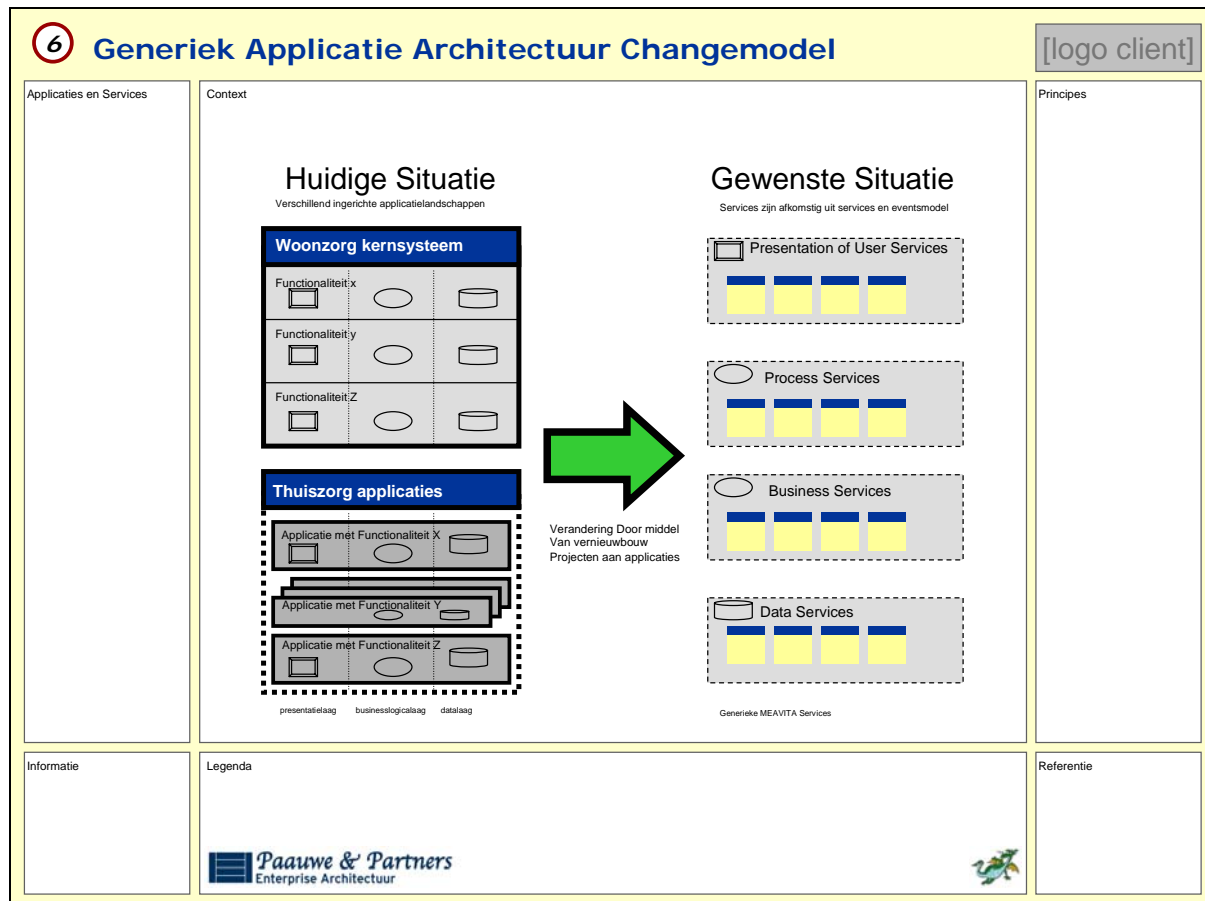 6
Generiek Applicatie Architectuur Changemodel
[logo client]
Applicaties en Services
Context
Principes
Huidige Situatie
Verschillend ingerichte applicatielandschappen
Woonzorg kernsysteem
Functionaliteit x
Functionaliteit y
Functionaliteit Z
Thuiszorg applicaties
Applicatie met Functionaliteit X
Applicatie met Functionaliteit Y
Applicatie met Functionaliteit Z
presentatielaag businesslogicalaag datalaag
Verandering Door middel
Van vernieuwbouw
Projecten aan applicaties
Gewenste Situatie
Services zijn afkomstig uit services en eventsmodel
Presentation of User Services
Process Services
Business Services
Data Services
Generieke MEAVITA Services
Informatie
Legenda
Referentie
Paauwe & Partners
Enterprise Architectuur